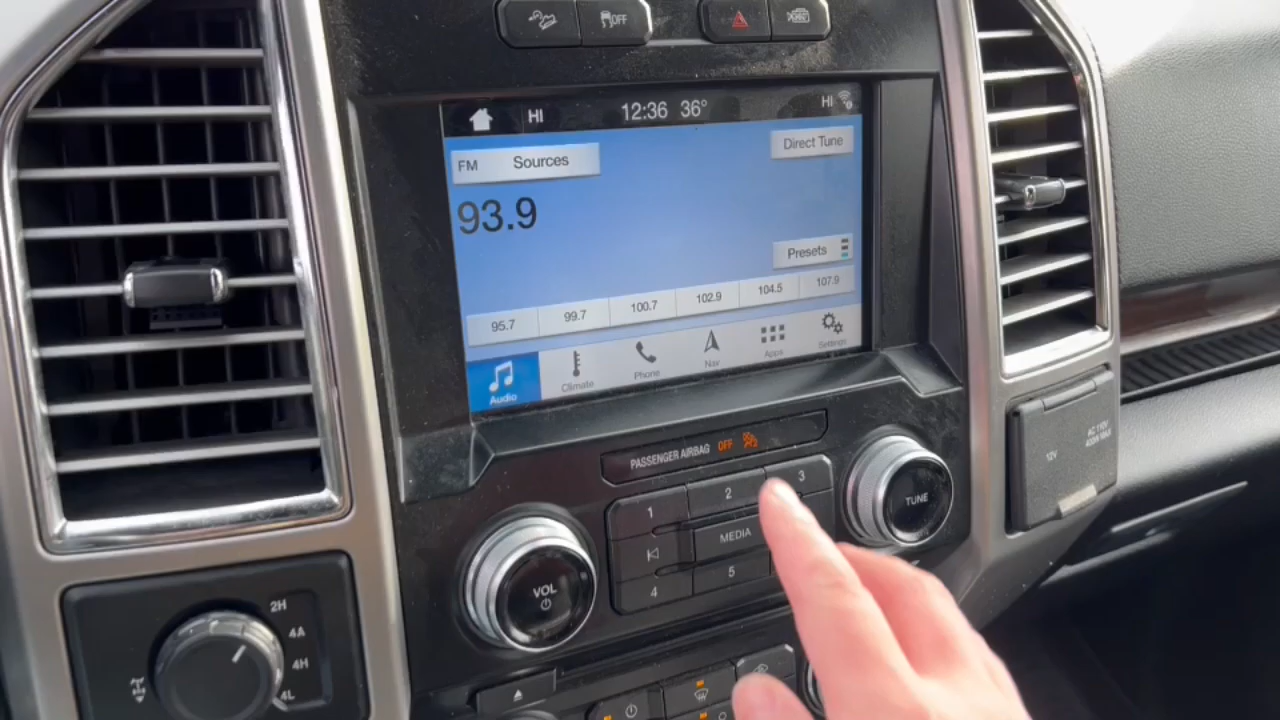 OFF
HI 12:36 36° HI
FM Sources Direct Tune
93.9
Presets
95.7 99.7 100.7 102.9 104.5 107.9
Audio Climate Phone Nav Apps Settings
PASSENGER AIRBAG OFF
1 2 3
MEDIA
4 5
VOL
TUNE
AC 110V
400W MAX
12V
2H
4A
4H
4L